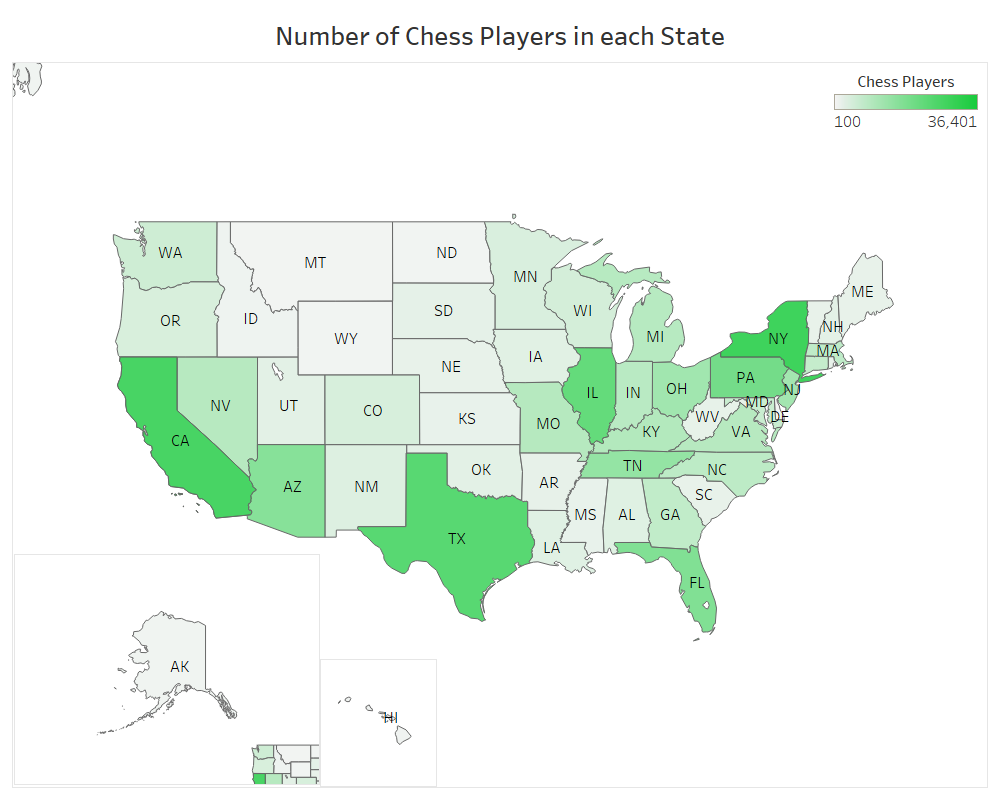 Number of Chess Players in each State
Chess Players
100 36,401
WA
MT
ND
MN
OR
ID
SD
WI
WY
ME
NH
MI
NY
MA
IA
NE
PA
NV
UT
CO
IL
IN
OH
NJ
MD
KS
MO
WV
DE
CA
KY
VA
OK
TN
NC
AZ
NM
AR
SC
TX
MS
AL
GA
LA
FL
AK
HI